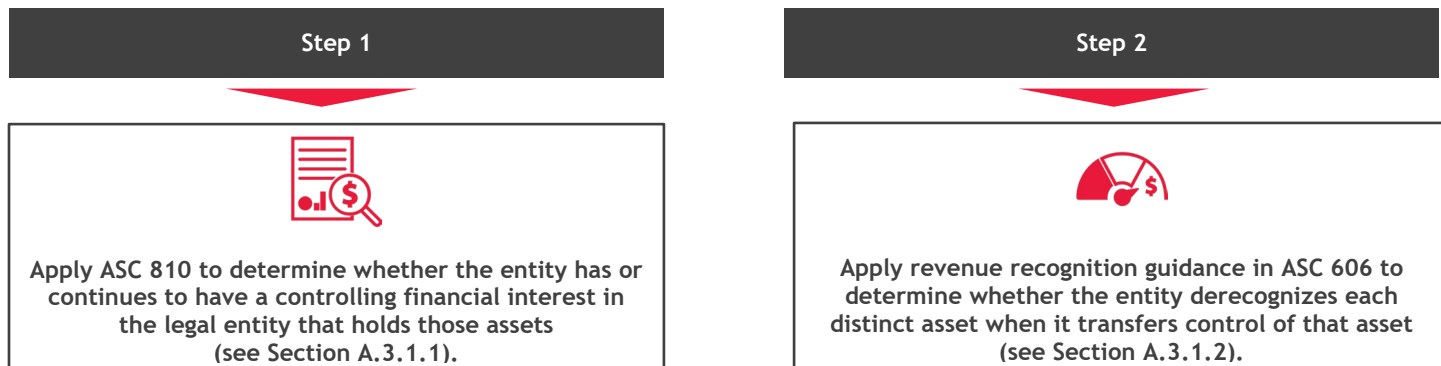 Step 1
Apply ASC 810 to determine whether the entity has or
continues to have a controlling financial interest in
the legal entity that holds those assets
(see Section A.3.1.1).
Step 2
Apply revenue recognition guidance in ASC 606 to
determine whether the entity derecognizes each
distinct asset when it transfers control of that asset
(see Section A.3.1.2).